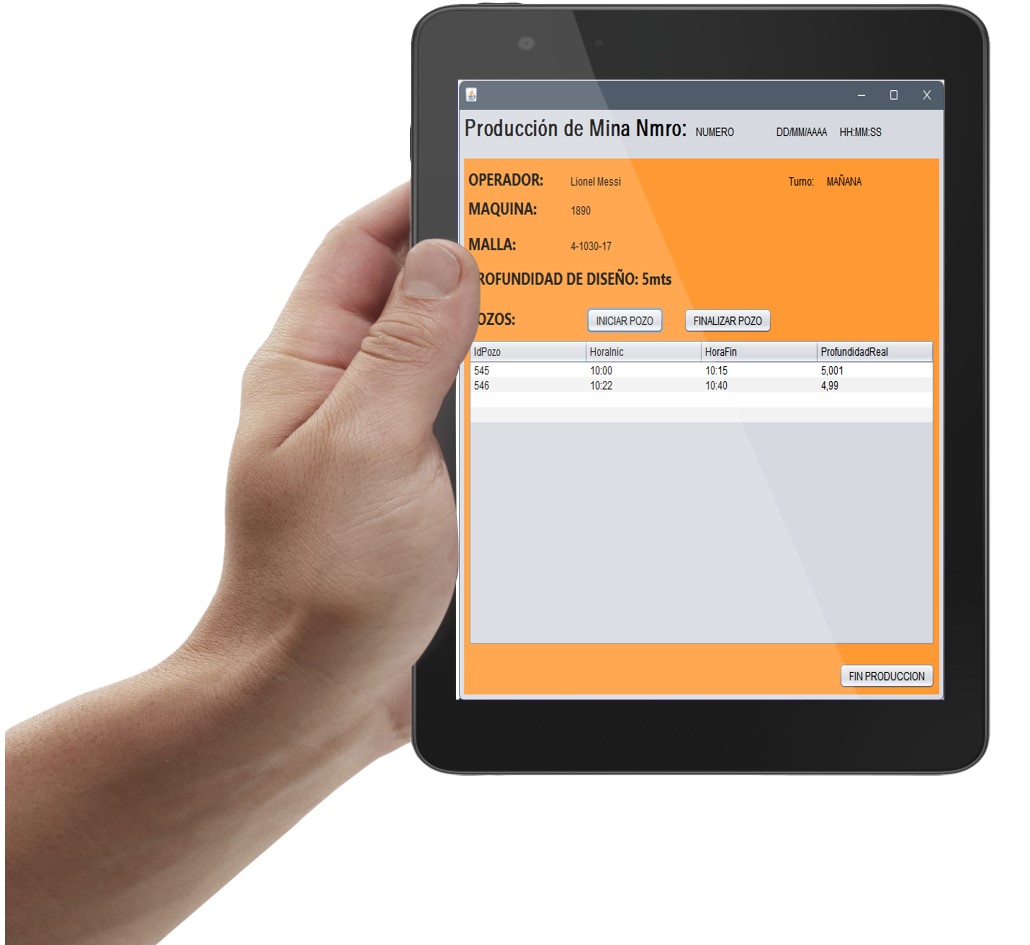 Producción de Mina Nmro: NUMERO DD/MM/AAAA HH:MM:SS
OPERADOR: Lionel Messi Turno: MAÑANA
MAQUINA: 1890
MALLA: 4-1030-17
ROFUNDIDAD DE DISEÑO: 5mts
OZOS: INICIAR POZO FINALIZAR POZO
IdPozo HoraInic HoraFin ProfundidadReal
545 10:00 10:15 5,001
546 10:22 10:40 4,99
FIN PRODUCCION